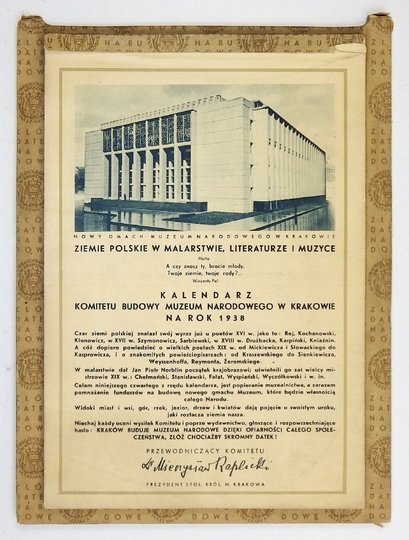 NOWY GMACH MUZEUM NARODOWEGO W KRAKOWIE
ZIEMIE POLSKIE W MALARSTWIE, LITERATURZE I MUZYCE
Motto
A czy znasz ty, bracie młody,
Twoje ziemie, twoje wody?...
Wincenty Pol
KALENDARZ
KOMITETU BUDOWY MUZEUM NARODOWEGO W KRAKOWIE
NA ROK 1938
Czar ziemi polskiej znalazł swój wyraz już u poetów XVI w. jako to: Rej, Kochanowski,
Klonowicz, w XVII w. Szymonowicz, Sarbiewski, w XVIII w. Drużbacka, Karpiński, Kniaźnin.
A cóż dopiero powiedzieć o wielkich poetach XIX w. od Mickiewicza i Słowackiego do
Kasprowicza, i o znakomitych powieściopisarzach: od Kraszewskiego do Sienkiewicza,
Weyssenhoffa, Reymonta, Żeromskiego.
W malarstwie dał Jan Piotr Norblin początek krajobrazowi; uświetnili go zaś wielcy mi-
strzowie XIX w.: Chełmoński, Stanisławski, Fałat, Wyspiański, Wyczółkowski i w. in.
Celem niniejszego czwartego z rzędu kalendarza, jest popieranie muzealnictwa, a zarazem
pomnażanie funduszów na budowę nowego gmachu Muzeum, które będzie własnością
całego Narodu.
Widoki miast i wsi, gór, rzek, jezior, drzew i kwiatów dają pojęcie o swoistym uroku,
jaki roztacza ziemia nasza.
Niechaj każdy oceni wysiłek Komitetu i poprze wydawnictwo, głosząc i rozpowszechniając
hasło: KRAKÓW BUDUJE MUZEUM NARODOWE DZIĘKI OFIARNOŚCI CAŁEGO SPOŁE-
CZEŃSTWA, ZŁÓŻ CHOCIAŻBY SKROMNY DATEK!
PRZEWODNICZĄCY KOMITETU
Dr Mieczysław Kaplicki
PREZYDENT STOŁ. KRÓL. M. KRAKOWA